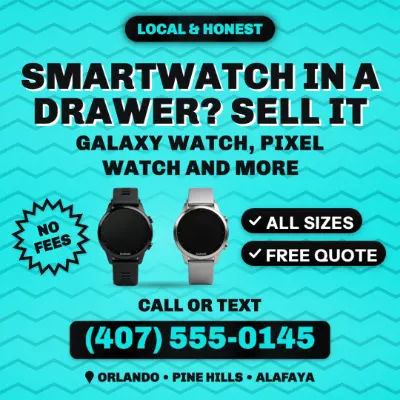 LOCAL & HONEST
SMARTWATCH IN A
DRAWER? SELL IT
GALAXY WATCH, PIXEL
WATCH AND MORE
NO
FEES
ALL SIZES
FREE QUOTE
CALL OR TEXT
(407) 555-0145
ORLANDO • PINE HILLS • ALAFAYA